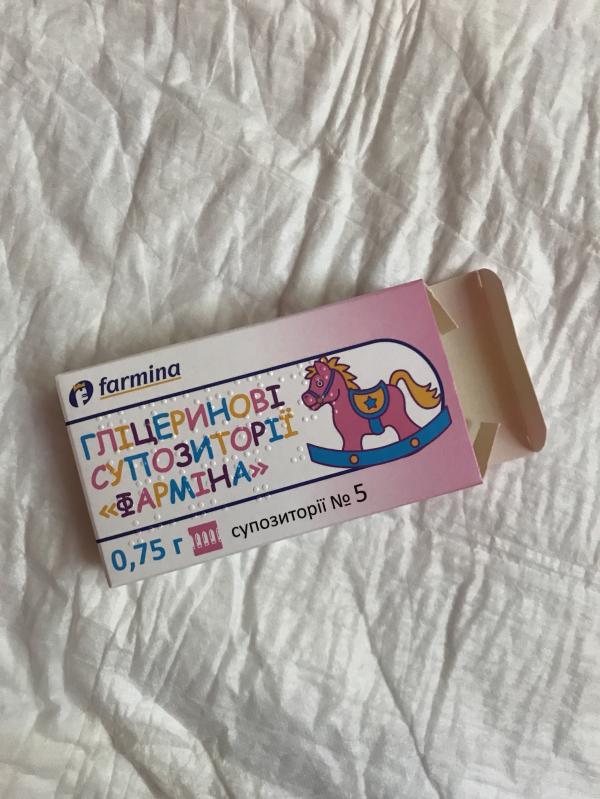 farmina
ГЛІЦЕРИНОВІ
СУПОЗИТОРІЇ
«ФАРМІНА»
0,75 г супозиторії № 5